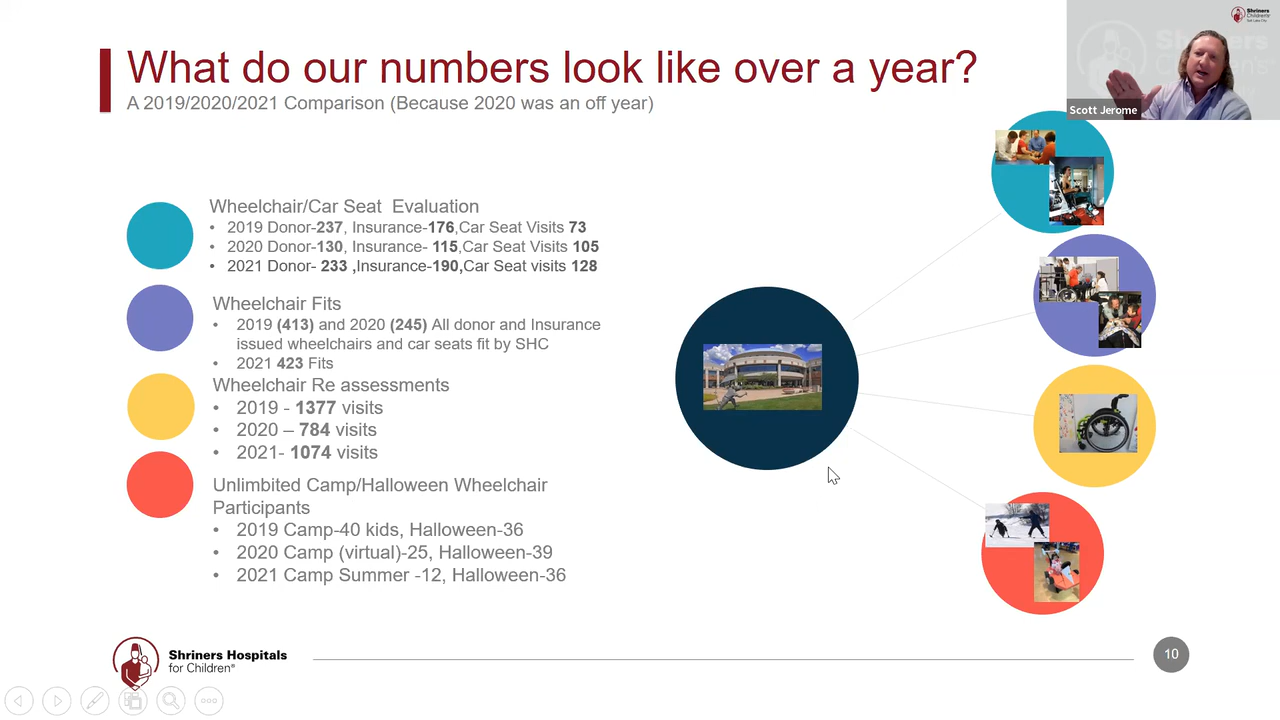 What do our numbers look like over a year?
A 2019/2020/2021 Comparison (Because 2020 was an off year)
Shriners
Children's
Salt Lake City
Scott Jerome
Wheelchair/Car Seat Evaluation
• 2019 Donor-237, Insurance-176,Car Seat Visits 73
• 2020 Donor-130, Insurance- 115,Car Seat Visits 105
• 2021 Donor- 233 ,Insurance-190,Car Seat visits 128
Wheelchair Fits
• 2019 (413) and 2020 (245) All donor and Insurance
issued wheelchairs and car seats fit by SHC
• 2021 423 Fits
Wheelchair Re assessments
• 2019 - 1377 visits
• 2020 – 784 visits
• 2021- 1074 visits
Unlimbited Camp/Halloween Wheelchair
Participants
• 2019 Camp-40 kids, Halloween-36
• 2020 Camp (virtual)-25, Halloween-39
• 2021 Camp Summer -12, Halloween-36
Shriners Hospitals
for Children®
10